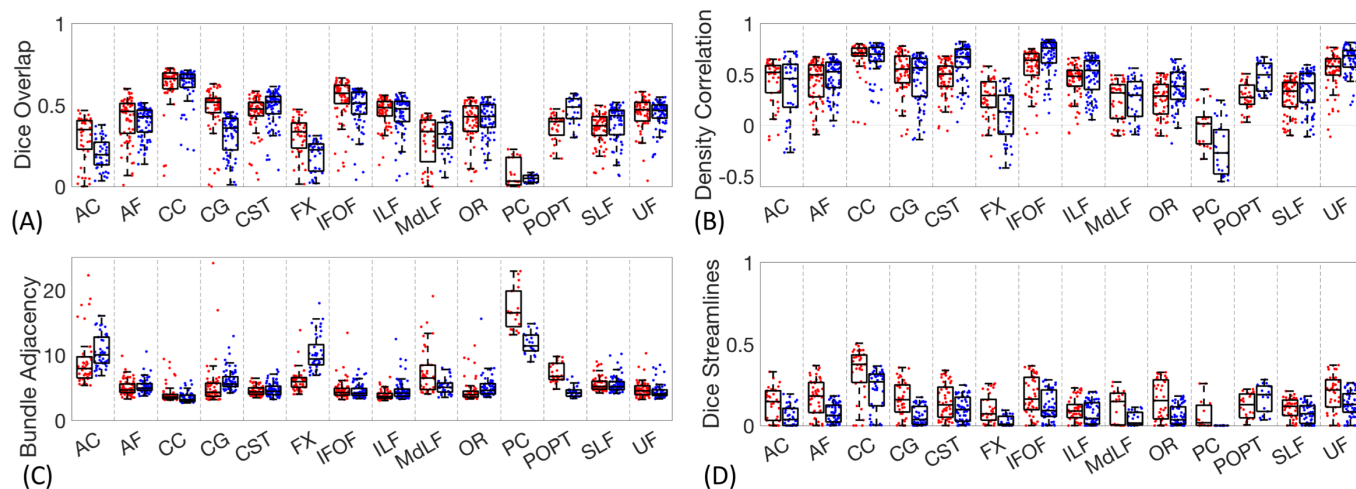 1
Dice Overlap
0.5
0
(A)
AC AF CC CG CST FX IFOF ILF MdLF OR PC POPT SLF UF
1
Density Correlation
0.5
0
-0.5
(B)
AC AF CC CG CST FX IFOF ILF MdLF OR PC POPT SLF UF
20
Bundle Adjacency
10
0
(C)
AC AF CC CG CST FX IFOF ILF MdLF OR PC POPT SLF UF
1
Dice Streamlines
0.5
0
(D)
AC AF CC CG CST FX IFOF ILF MdLF OR PC POPT SLF UF